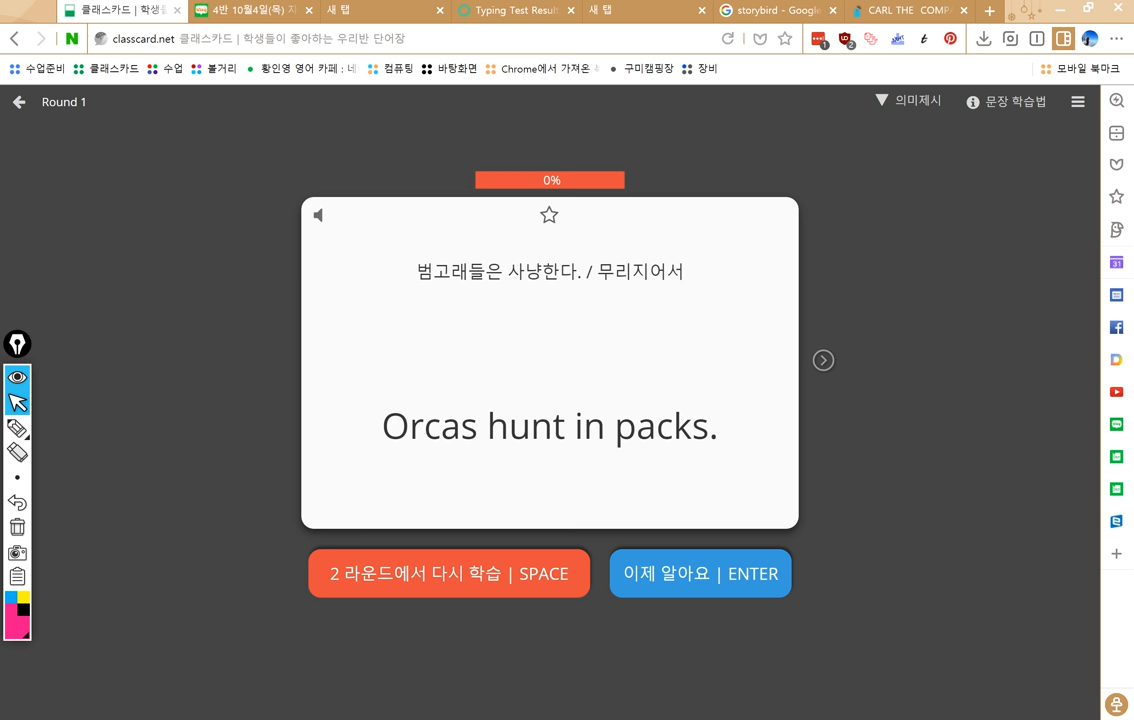 클래스카드 | 학생들
4반 10월4일(목) 지
새 탭
Typing Test Result
새 탭
storybird - Google
CARL THE COMP
classcard.net 클래스카드 | 학생들이 좋아하는 우리반 단어장
수업준비 클래스카드 수업 볼거리 황인영 영어 카페 : 네 컴퓨팅 바탕화면 Chrome에서 가져온 구미캠핑장 장비 모바일 북마크
Round 1
의미제시 문장 학습법
0%
범고래들은 사냥한다. / 무리지어서
Orcas hunt in packs.
2 라운드에서 다시 학습 | SPACE
이제 알아요 | ENTER